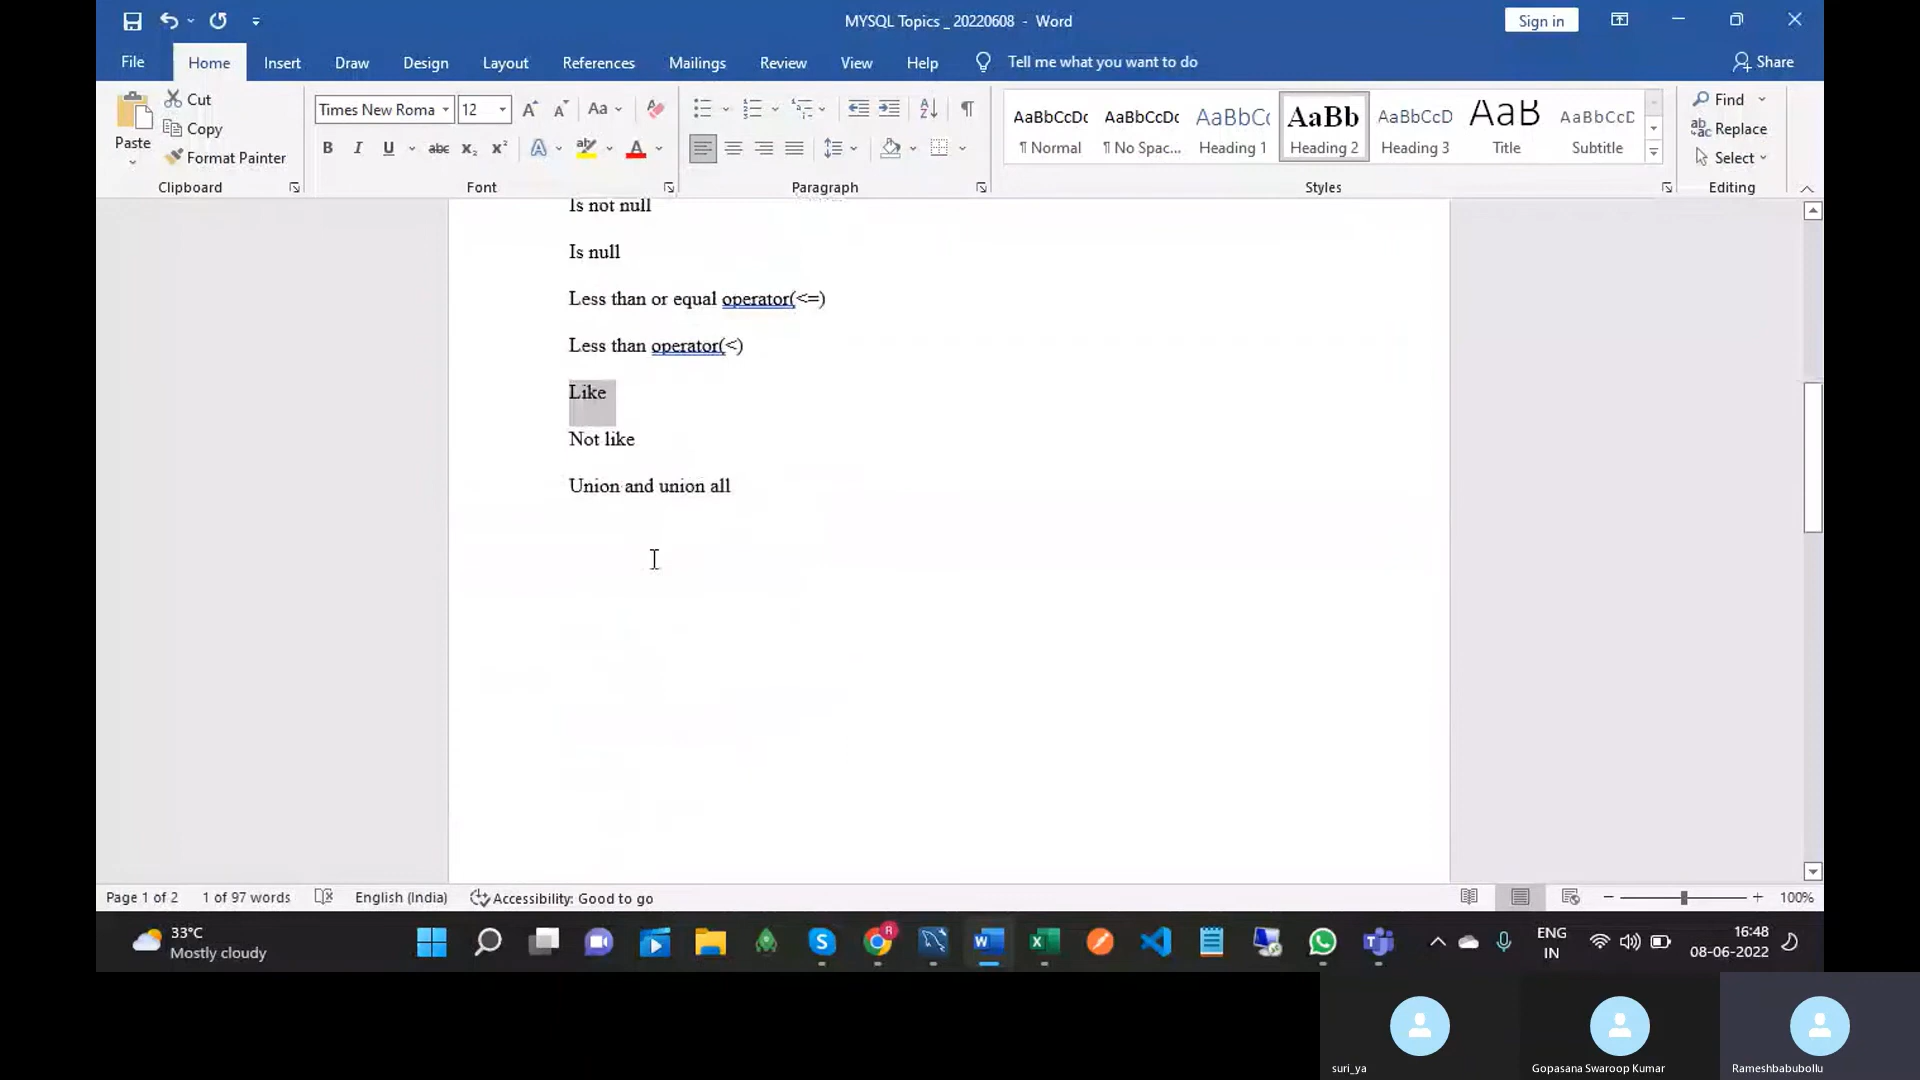 MYSQL Topics _ 20220608 - Word
Sign in
File Home Insert Draw Design Layout References Mailings Review View Help Tell me what you want to do Share
Paste Cut Copy Format Painter
Times New Roma 12 Aa
B I U abc x₂ x² A ab A
AaBbCcDc AaBbCcDc AaBbCc AaBb AaBbCcD AaB AaBbCcD
¶ Normal ¶ No Spac... Heading 1 Heading 2 Heading 3 Title Subtitle
Find Replace Select
Clipboard Font Paragraph Styles Editing
Is not null
Is null
Less than or equal operator(<=)
Less than operator(<)
Like
Not like
Union and union all
Page 1 of 2 1 of 97 words English (India) Accessibility: Good to go 100%
33°C
Mostly cloudy
ENG
IN
16:48
08-06-2022
suri_ya
Gopasana Swaroop Kumar
Rameshbabubollu